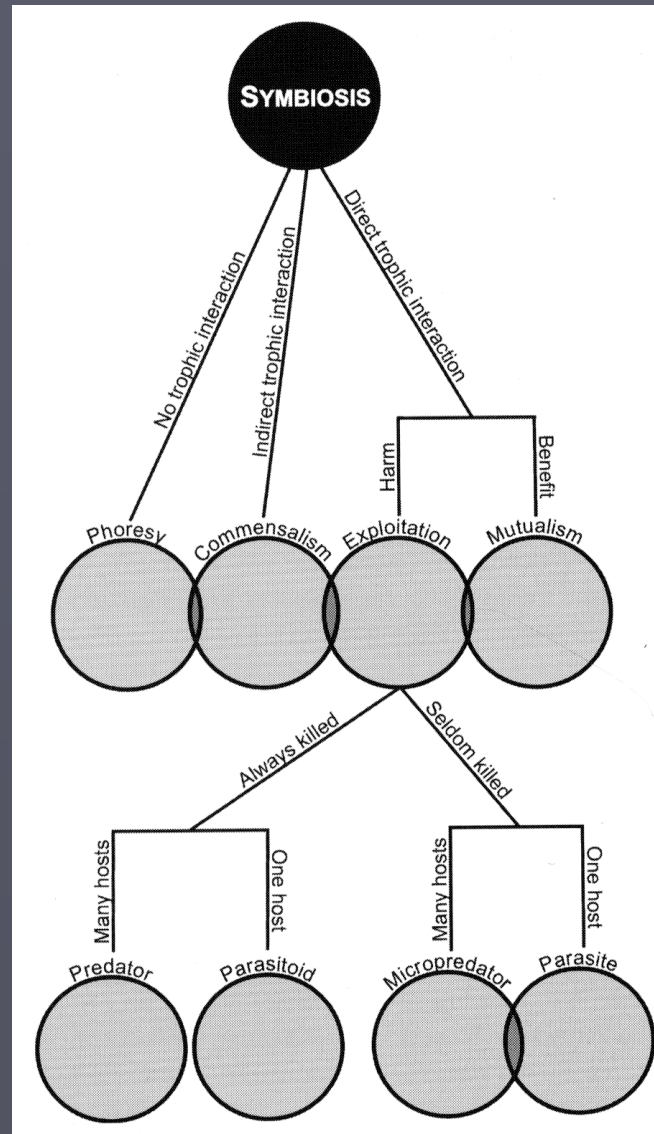 SYMBIOSIS
No trophic interaction
Indirect trophic interaction
Direct trophic interaction
Harm
Benefit
Phoresy
Commensalism
Exploitation
Mutualism
Always killed
Seldom killed
Many hosts
One host
Many hosts
One host
Predator
Parasitoid
Micropredator
Parasite